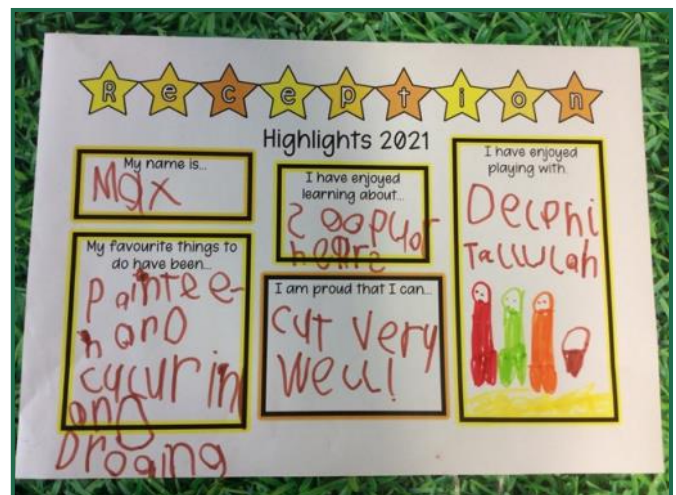 Reception
Highlights 2021
My name is...
Max
My favourite things to
do have been...
paintee-
n and
cucurin
and
Droaing
I have enjoyed
learning about...
I am proud that I can...
cut very
well!
I have enjoyed
playing with...
Delphi
Tallulah